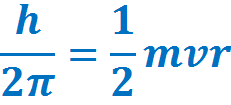 h/2π = 1/2 mvr